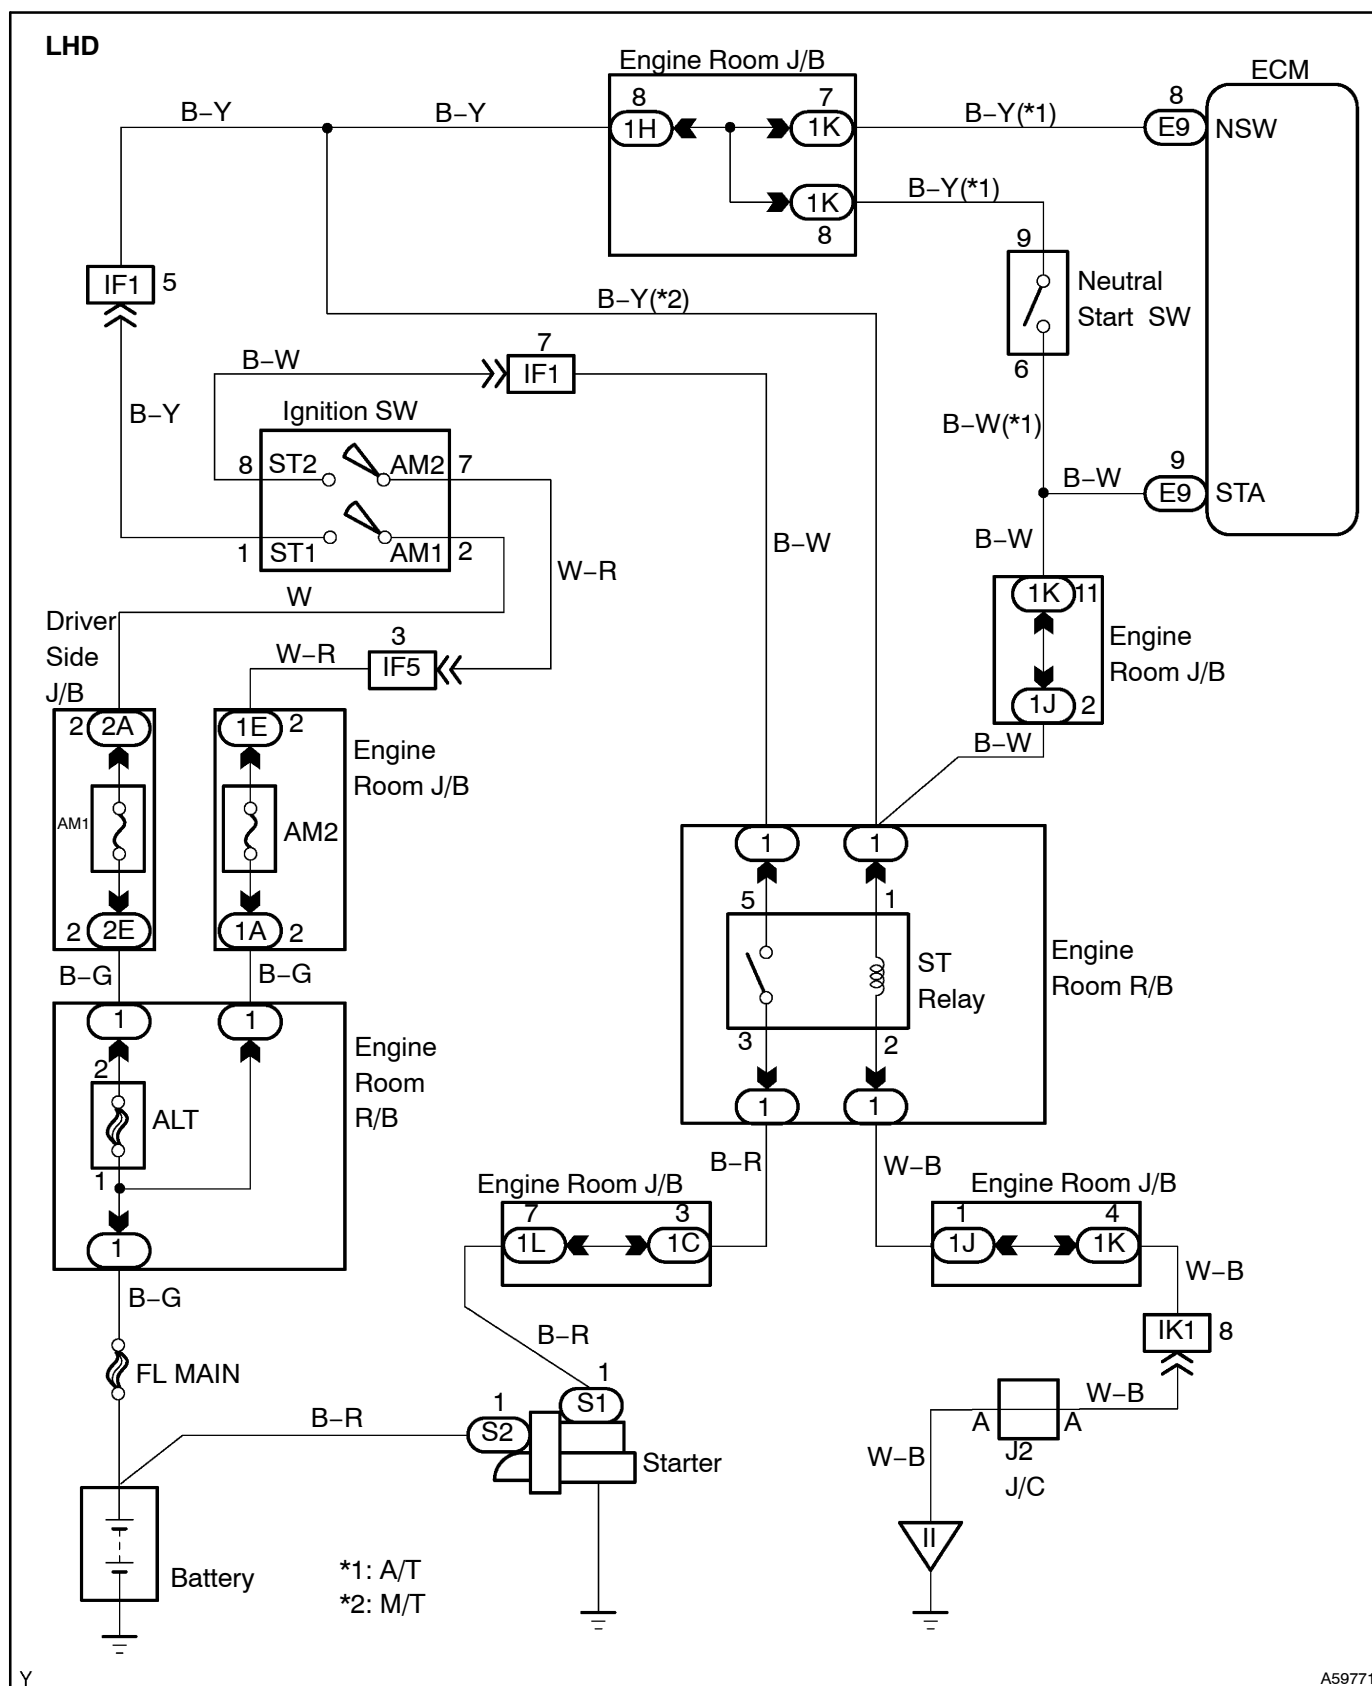 LHD
Engine Room J/B
ECM
B–Y
B–Y
8
1H
7
1K
B–Y(*1)
8
E9
NSW
1K
8
B–Y(*1)
9
Neutral
Start SW
6
IF1
5
B–Y(*2)
7
IF1
B–W
B–Y
Ignition SW
B–W(*1)
8
ST2
AM2
7
B–W
9
E9
STA
1
ST1
AM1
2
B–W
B–W
W–R
W
1K
11
Engine
Room J/B
1J
2
Driver
Side
J/B
W–R
3
IF5
B–W
2
2A
1E
2
Engine
Room J/B
AM1
AM2
2
2E
1A
2
B–G
B–G
1
1
5
1
ST
Relay
Engine
Room R/B
3
2
1
1
1
1
2
ALT
1
Engine
Room
R/B
1
B–R
W–B
Engine Room J/B
7
1L
3
1C
Engine Room J/B
1
1J
4
1K
W–B
B–G
FL MAIN
B–R
IK1
8
1
S1
1
S2
B–R
Starter
W–B
A
A
J2
J/C
W–B
II
Battery
*1: A/T
*2: M/T
Y
A59771